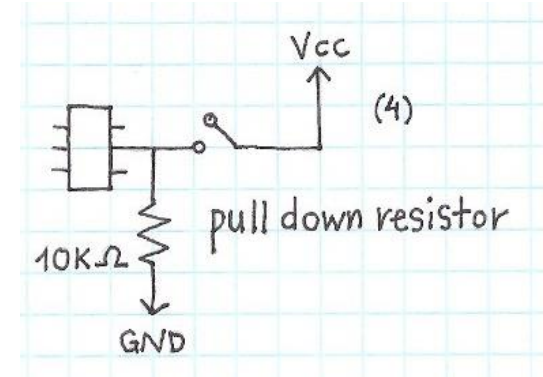 Vcc
(4)
pull down resistor
10KΩ
GND